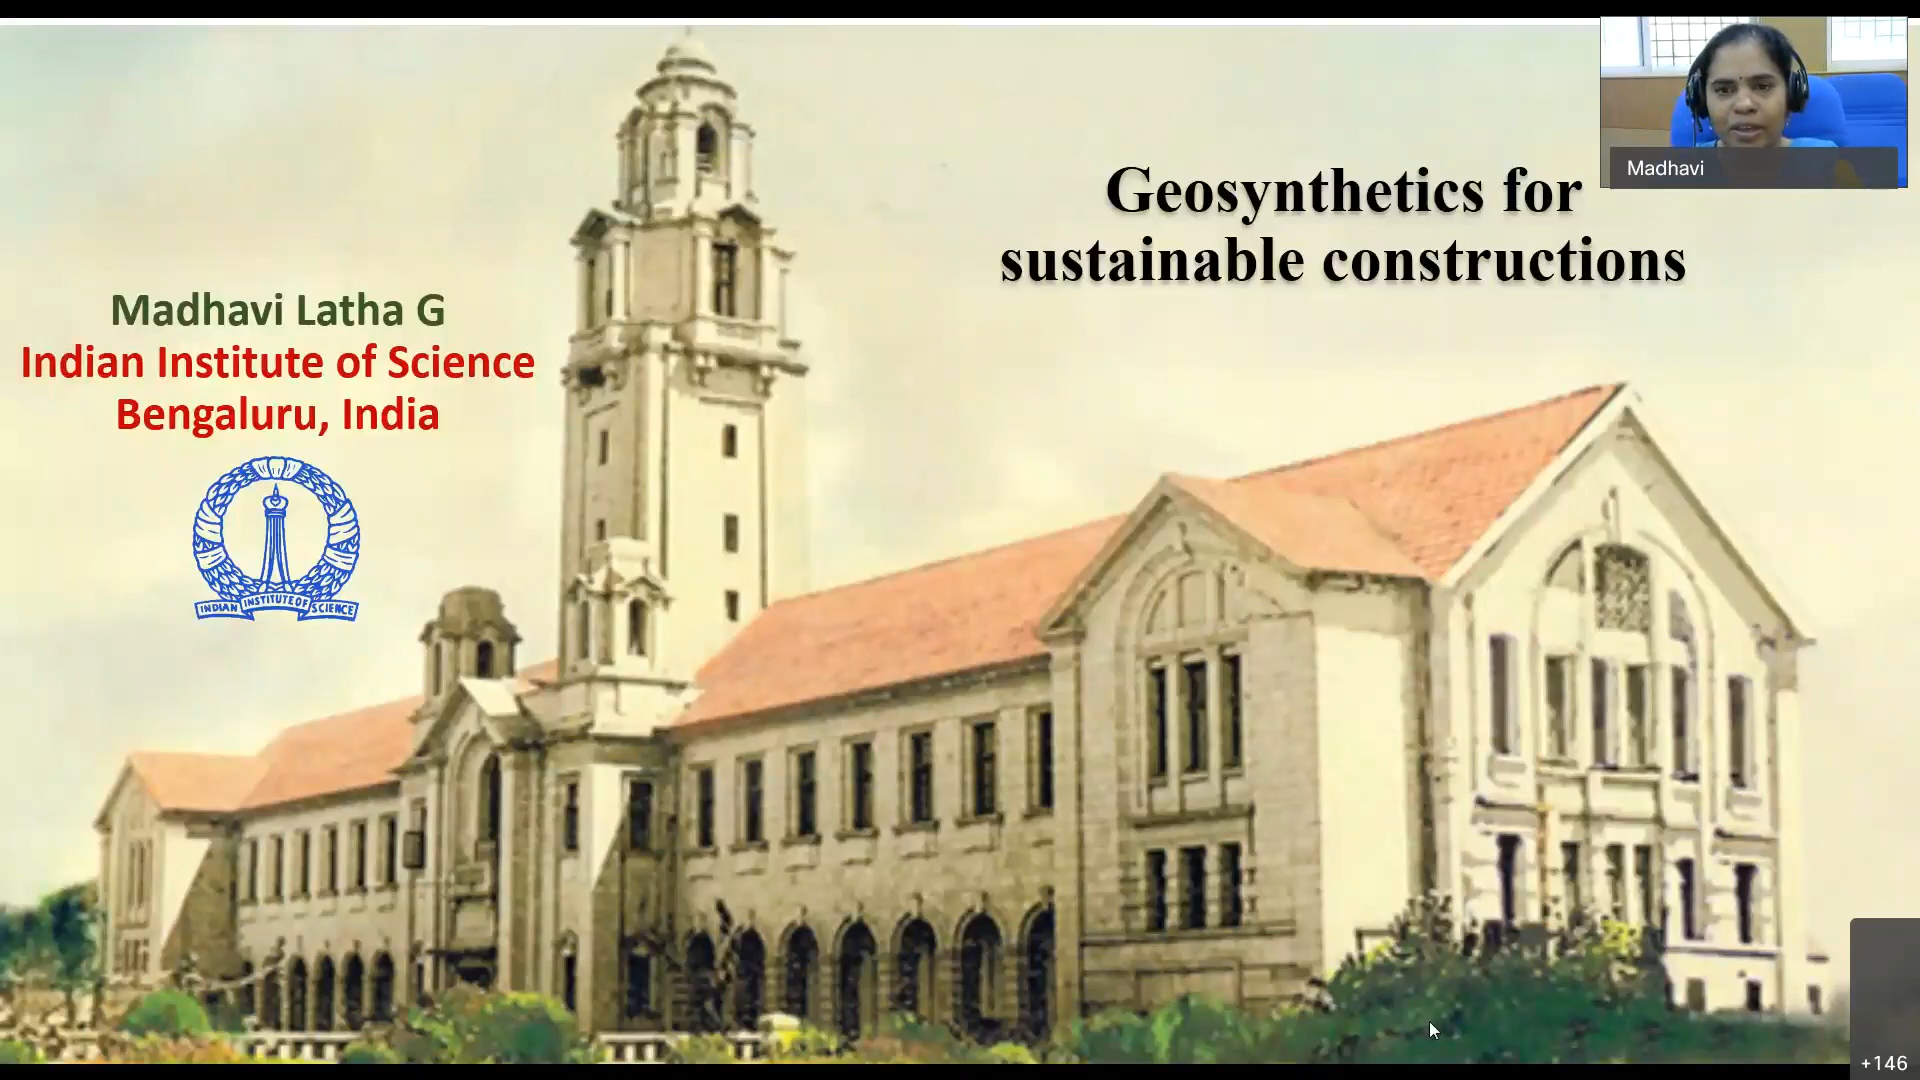 Madhavi
Geosynthetics for
sustainable constructions
Madhavi Latha G
Indian Institute of Science
Bengaluru, India
INDIAN INSTITUTE OF SCIENCE
+146